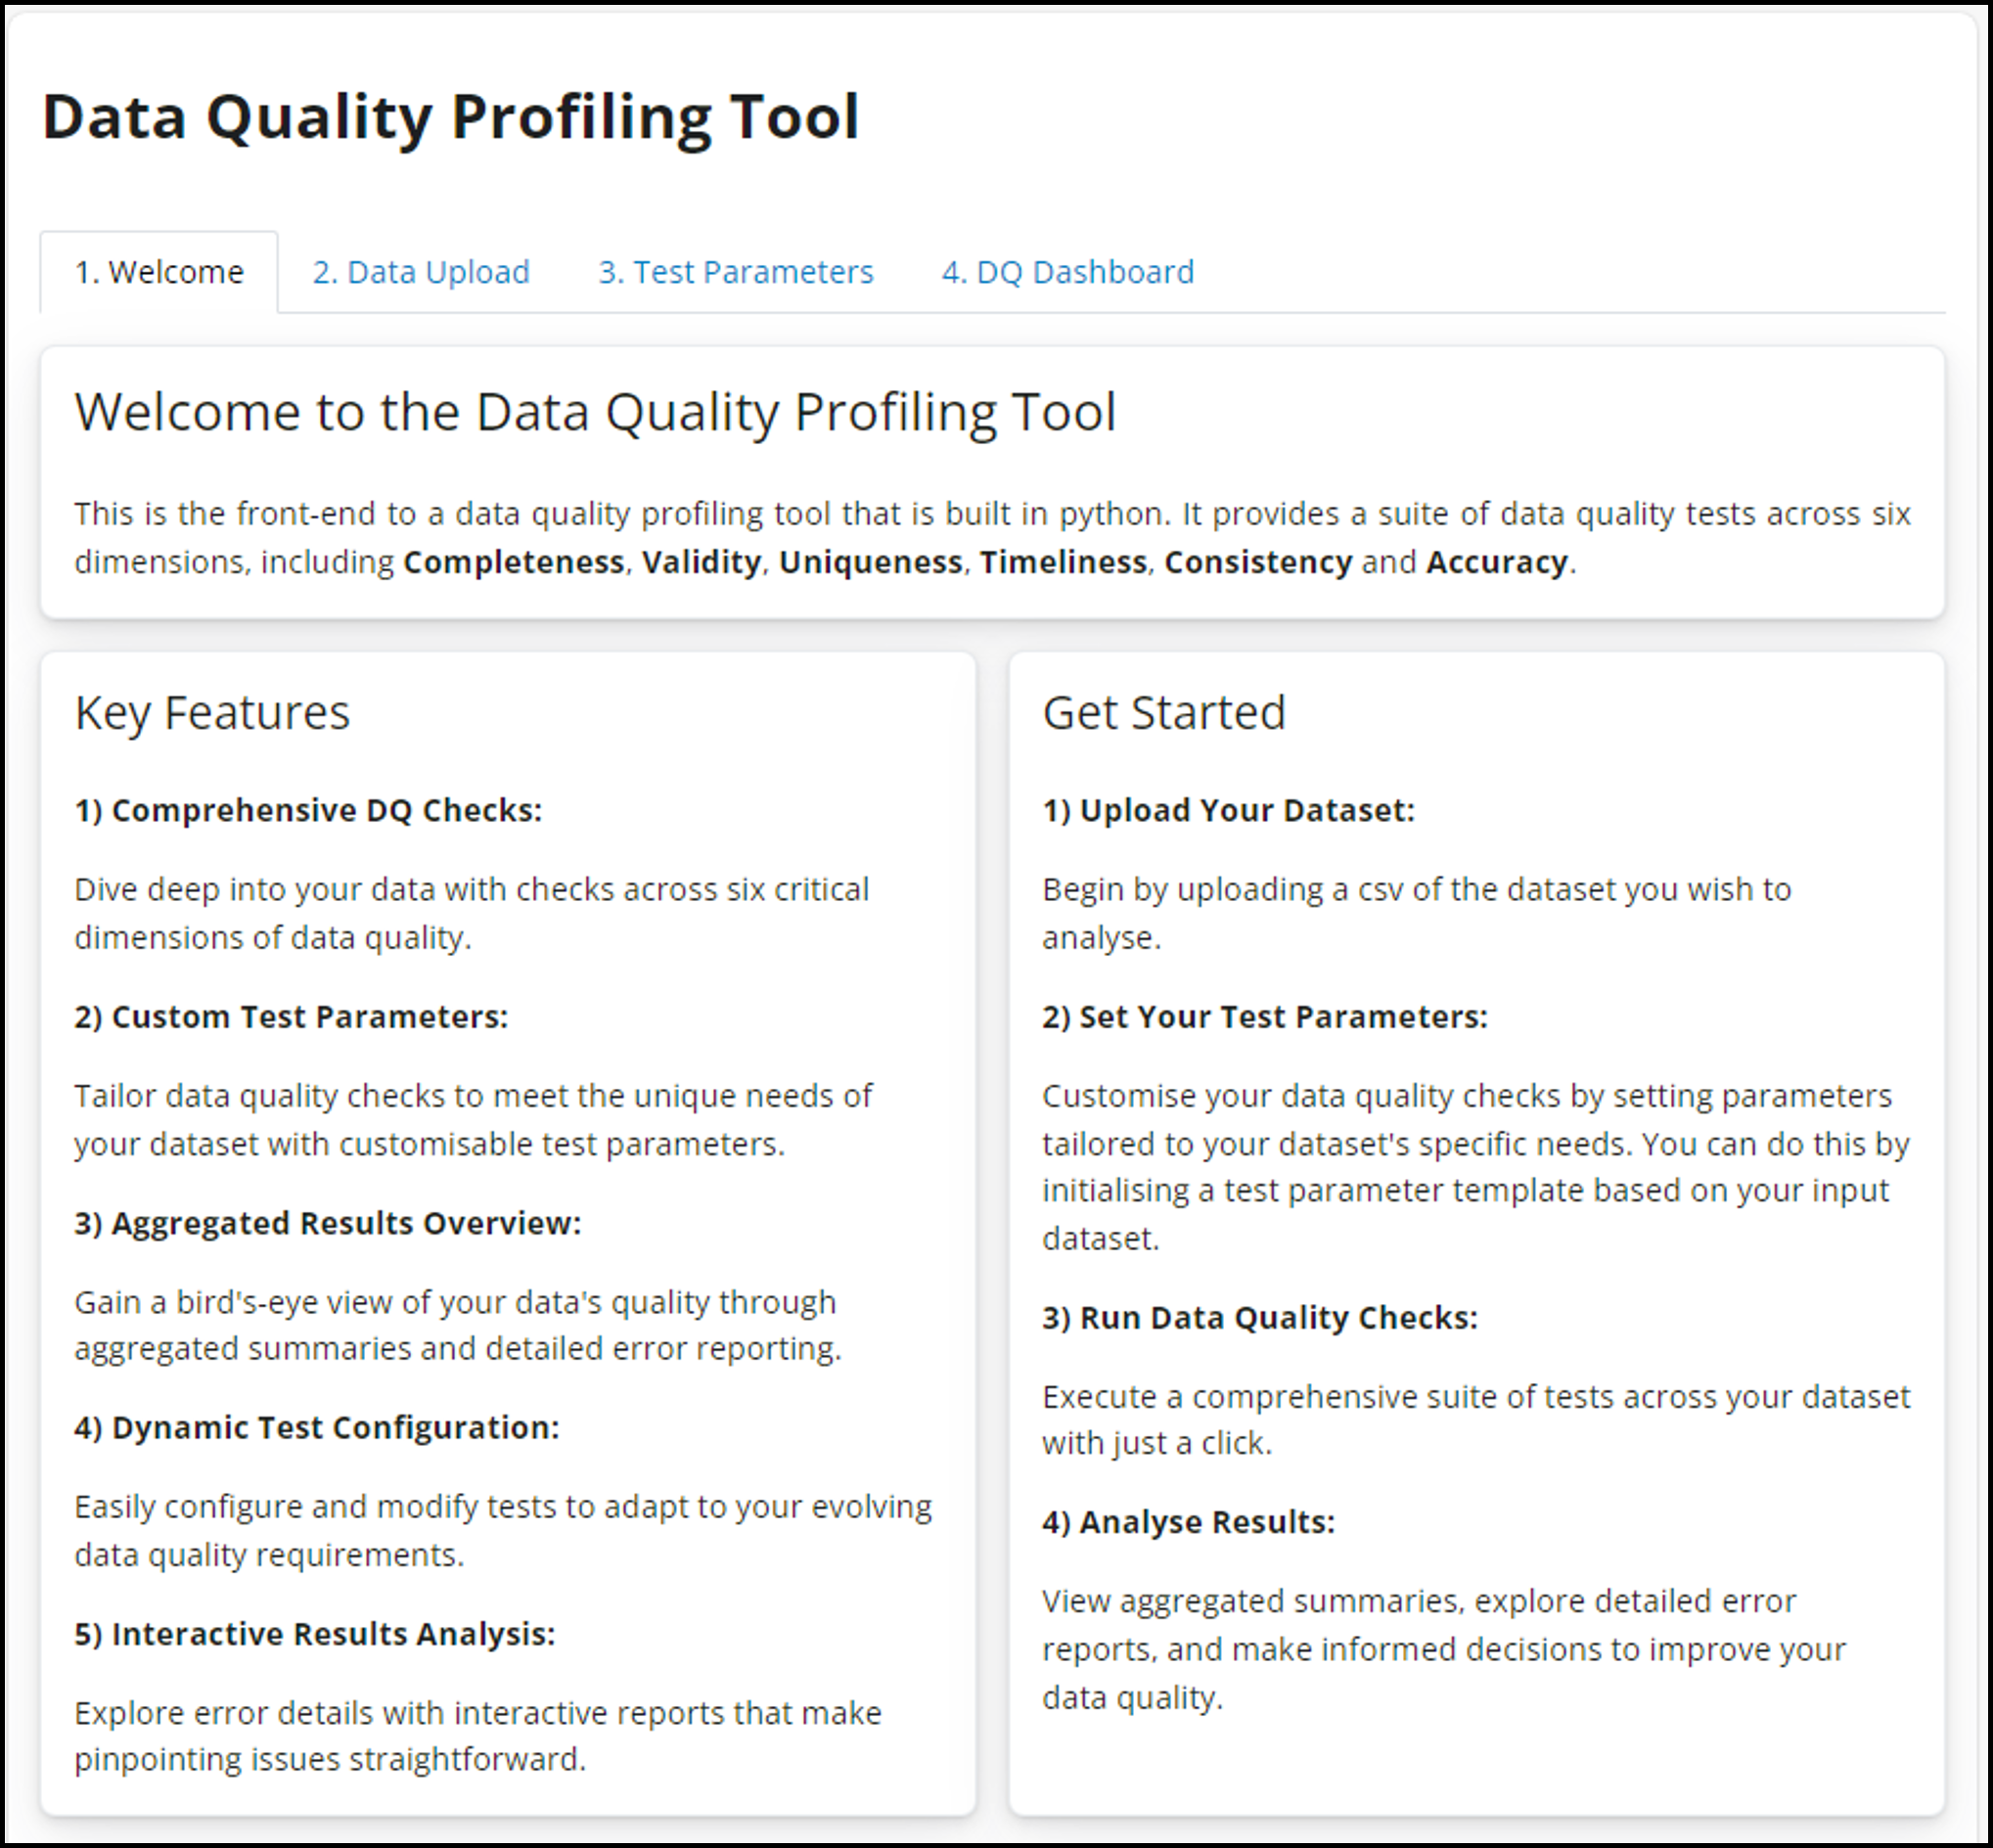 Data Quality Profiling Tool
1. Welcome
2. Data Upload
3. Test Parameters
4. DQ Dashboard
Welcome to the Data Quality Profiling Tool
This is the front-end to a data quality profiling tool that is built in python. It provides a suite of data quality tests across six
dimensions, including Completeness, Validity, Uniqueness, Timeliness, Consistency and Accuracy.
Key Features
1) Comprehensive DQ Checks:
Dive deep into your data with checks across six critical
dimensions of data quality.
2) Custom Test Parameters:
Tailor data quality checks to meet the unique needs of
your dataset with customisable test parameters.
3) Aggregated Results Overview:
Gain a bird's-eye view of your data's quality through
aggregated summaries and detailed error reporting.
4) Dynamic Test Configuration:
Easily configure and modify tests to adapt to your evolving
data quality requirements.
5) Interactive Results Analysis:
Explore error details with interactive reports that make
pinpointing issues straightforward.
Get Started
1) Upload Your Dataset:
Begin by uploading a csv of the dataset you wish to
analyse.
2) Set Your Test Parameters:
Customise your data quality checks by setting parameters
tailored to your dataset's specific needs. You can do this by
initialising a test parameter template based on your input
dataset.
3) Run Data Quality Checks:
Execute a comprehensive suite of tests across your dataset
with just a click.
4) Analyse Results:
View aggregated summaries, explore detailed error
reports, and make informed decisions to improve your
data quality.